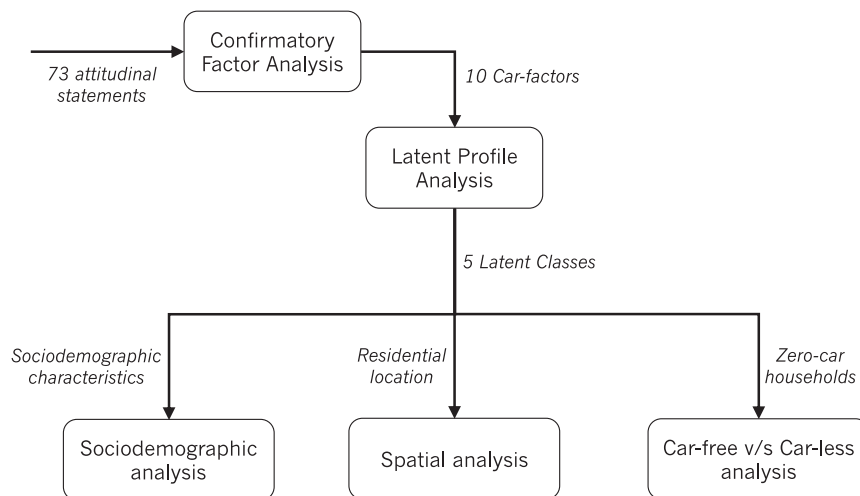 Confirmatory
Factor Analysis
73 attitudinal
statements
10 Car-factors
Latent Profile
Analysis
5 Latent Classes
Sociodemographic
characteristics
Residential
location
Zero-car
households
Sociodemographic
analysis
Spatial analysis
Car-free v/s Car-less
analysis